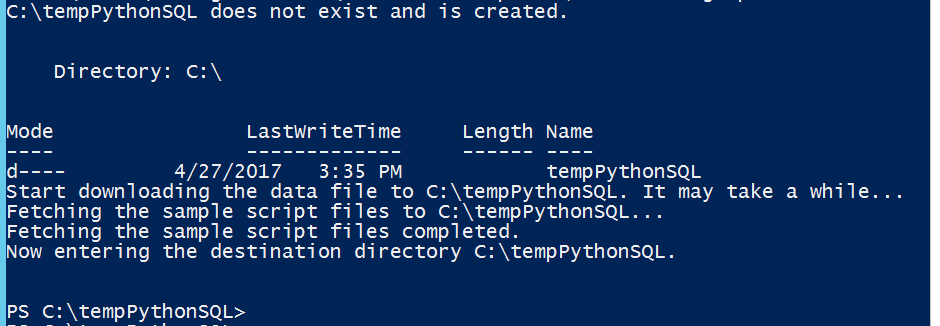 C:\tempPythonSQL does not exist and is created.
Directory: C:\
Mode LastWriteTime Length Name
---- ------------- ------ ----
d---- 4/27/2017 3:35 PM tempPythonSQL
Start downloading the data file to C:\tempPythonSQL. It may take a while...
Fetching the sample script files to C:\tempPythonSQL...
Fetching the sample script files completed.
Now entering the destination directory C:\tempPythonSQL.
PS C:\tempPythonSQL>